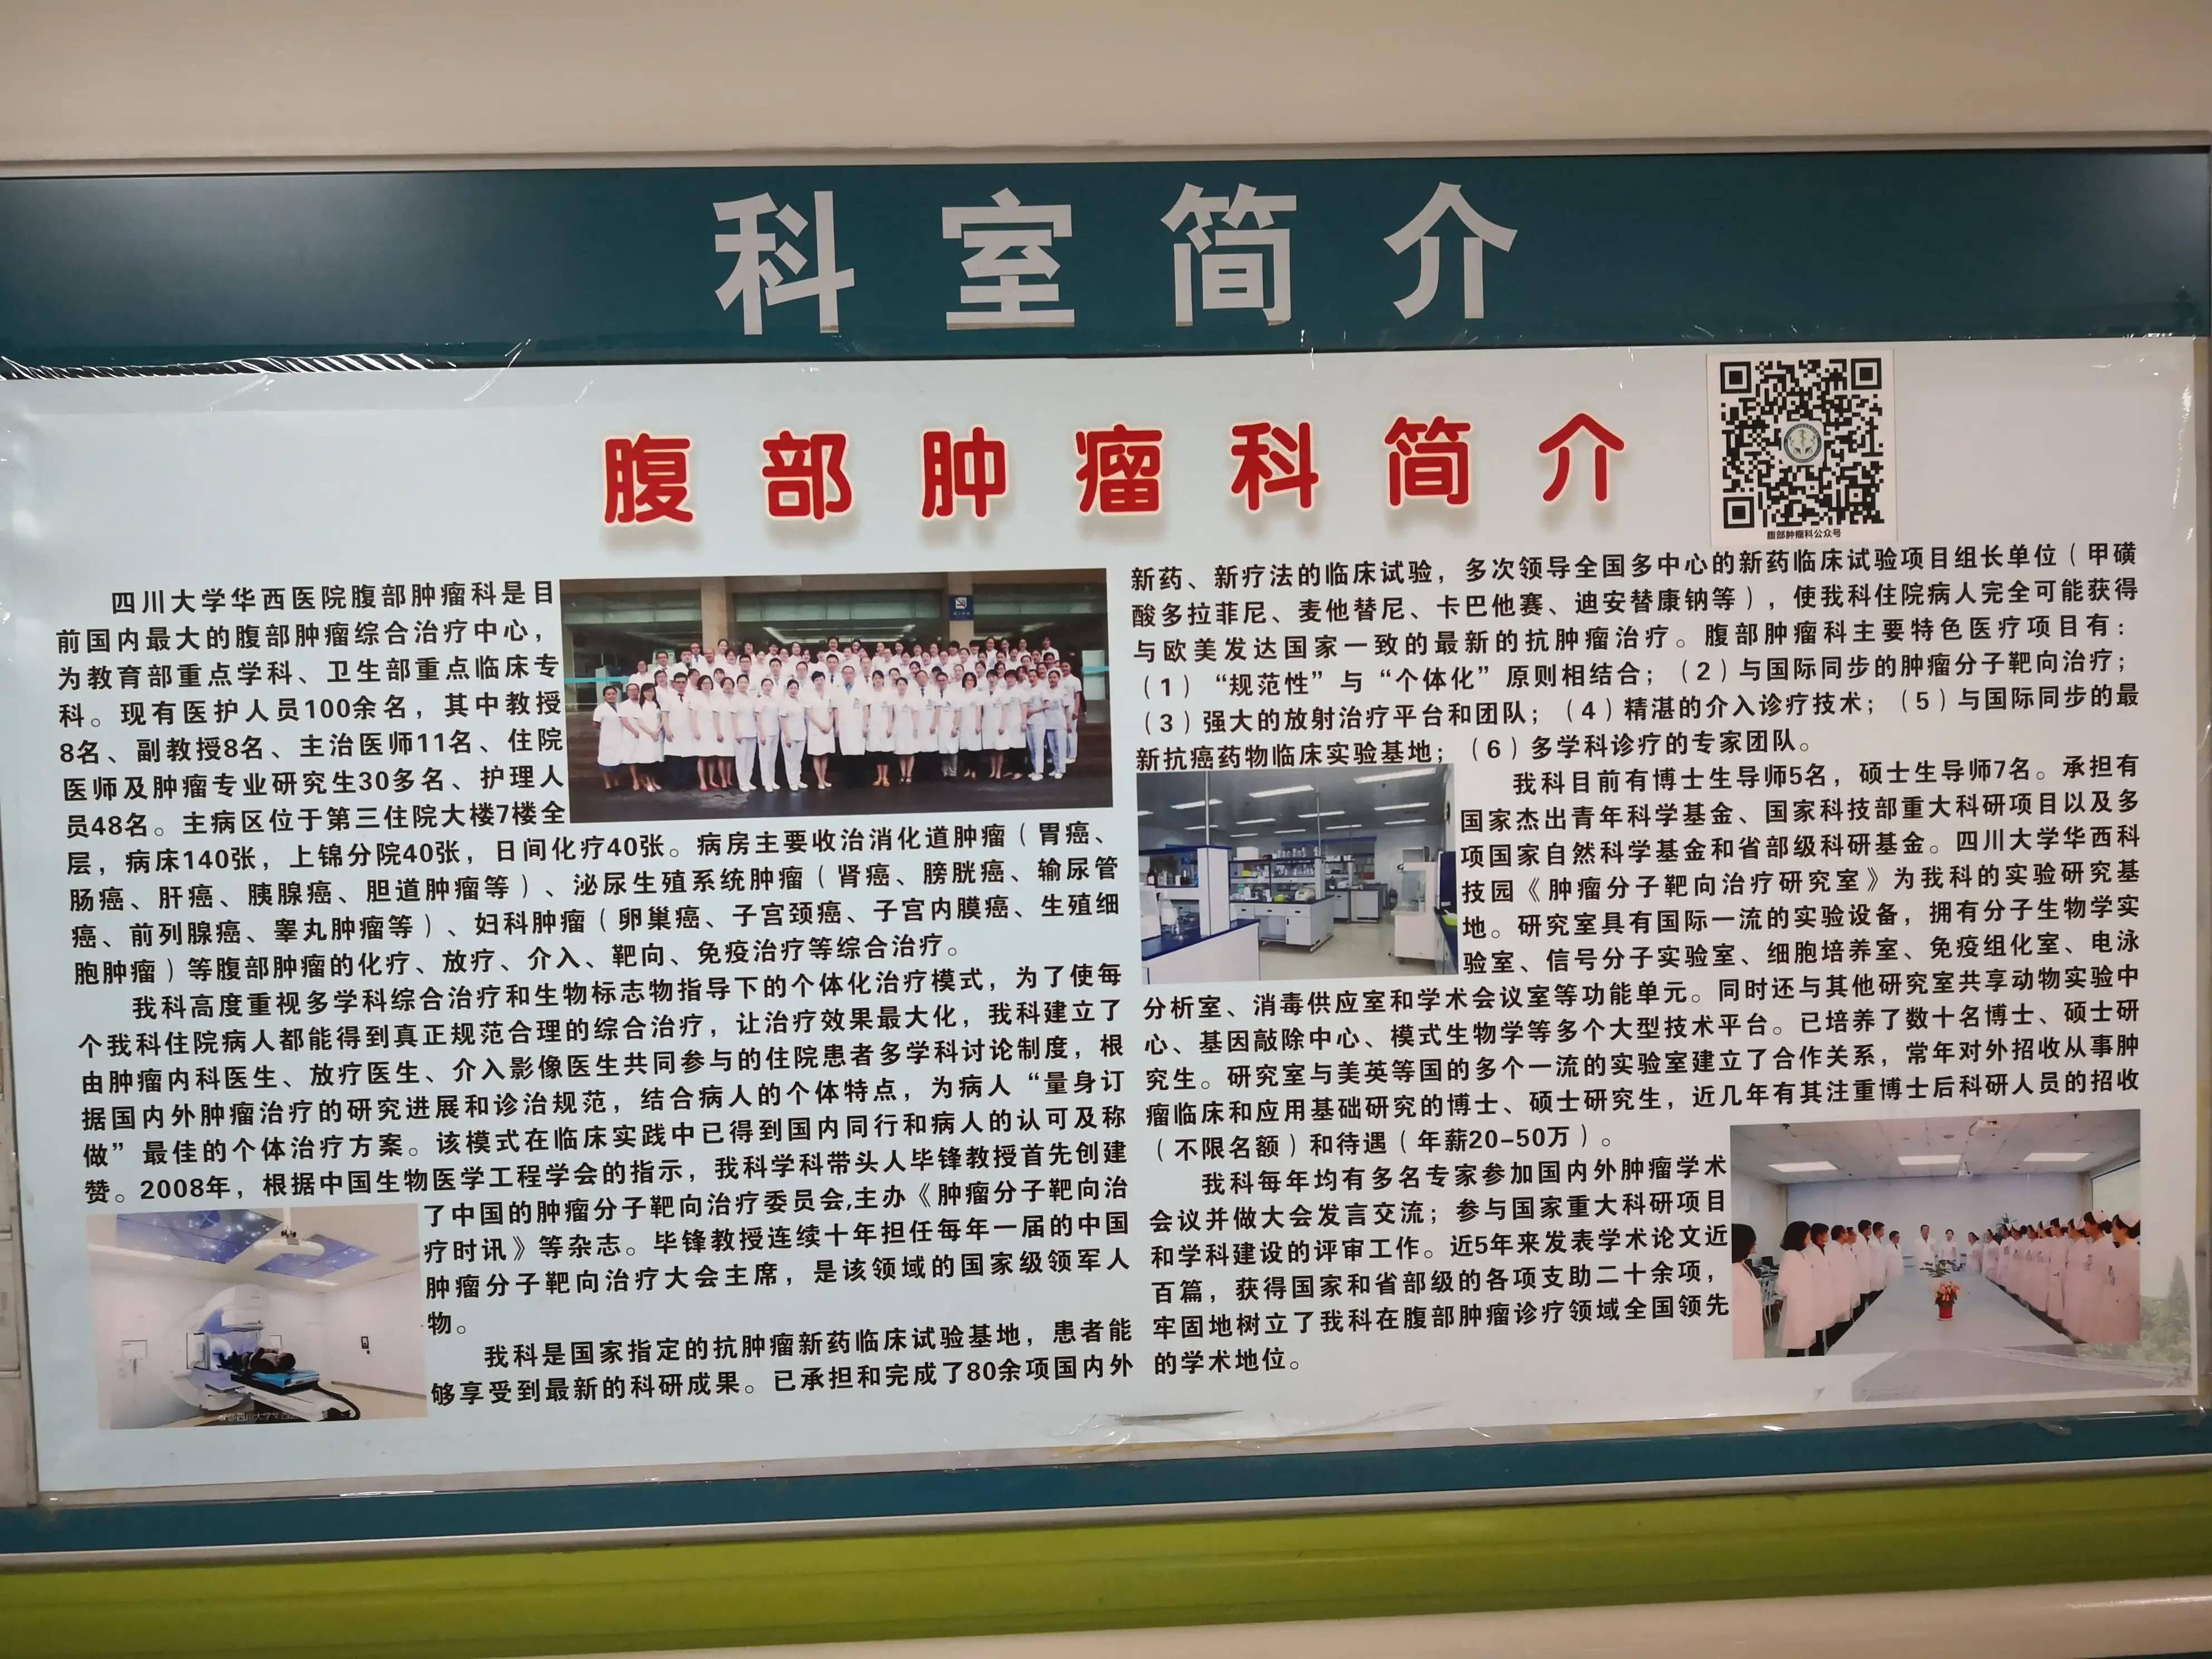 科室简介
腹部肿瘤科简介
腹部肿瘤科公众号
四川大学华西医院腹部肿瘤科是目
前国内最大的腹部肿瘤综合治疗中心，
为教育部重点学科、卫生部重点临床专
科。现有医护人员100余名，其中教授
8名、副教授8名、主治医师11名、住院
医师及肿瘤专业研究生30多名、护理人
员48名。主病区位于第三住院大楼7楼全
层，病床140张，上锦分院40张，日间化疗40张。病房主要收治消化道肿瘤（胃癌、
肠癌、肝癌、胰腺癌、胆道肿瘤等）、泌尿生殖系统肿瘤（肾癌、膀胱癌、输尿管
癌、前列腺癌、睾丸肿瘤等）、妇科肿瘤（卵巢癌、子宫颈癌、子宫内膜癌、生殖细
胞肿瘤）等腹部肿瘤的化疗、放疗、介入、靶向、免疫治疗等综合治疗。
我科高度重视多学科综合治疗和生物标志物指导下的个体化治疗模式，为了使每
个我科住院病人都能得到真正规范合理的综合治疗，让治疗效果最大化，我科建立了
由肿瘤内科医生、放疗医生、介入影像医生共同参与的住院患者多学科讨论制度，根
据国内外肿瘤治疗的研究进展和诊治规范，结合病人的个体特点，为病人“量身订
做”最佳的个体治疗方案。该模式在临床实践中已得到国内同行和病人的认可及称
赞。2008年，根据中国生物医学工程学会的指示，我科学科带头人毕锋教授首先创建
了中国的肿瘤分子靶向治疗委员会,主办《肿瘤分子靶向治
疗时讯》等杂志。毕锋教授连续十年担任每年一届的中国
肿瘤分子靶向治疗大会主席，是该领域的国家级领军人
物。
我科是国家指定的抗肿瘤新药临床试验基地，患者能
够享受到最新的科研成果。已承担和完成了80余项国内外
新药、新疗法的临床试验，多次领导全国多中心的新药临床试验项目组长单位（甲磺
酸多拉菲尼、麦他替尼、卡巴他赛、迪安替康钠等），使我科住院病人完全可能获得
与欧美发达国家一致的最新的抗肿瘤治疗。腹部肿瘤科主要特色医疗项目有：
（1）“规范性”与“个体化”原则相结合；（2）与国际同步的肿瘤分子靶向治疗；
（3）强大的放射治疗平台和团队；（4）精湛的介入诊疗技术；（5）与国际同步的最
新抗癌药物临床实验基地；（6）多学科诊疗的专家团队。
我科目前有博士生导师5名，硕士生导师7名。承担有
国家杰出青年科学基金、国家科技部重大科研项目以及多
项国家自然科学基金和省部级科研基金。四川大学华西科
技园《肿瘤分子靶向治疗研究室》为我科的实验研究基
地。研究室具有国际一流的实验设备，拥有分子生物学实
验室、信号分子实验室、细胞培养室、免疫组化室、电泳
分析室、消毒供应室和学术会议室等功能单元。同时还与其他研究室共享动物实验中
心、基因敲除中心、模式生物学等多个大型技术平台。已培养了数十名博士、硕士研
究生。研究室与美英等国的多个一流的实验室建立了合作关系，常年对外招收从事肿
瘤临床和应用基础研究的博士、硕士研究生，近几年有其注重博士后科研人员的招收
（不限名额）和待遇（年薪20-50万）。
我科每年均有多名专家参加国内外肿瘤学术
会议并做大会发言交流；参与国家重大科研项目
和学科建设的评审工作。近5年来发表学术论文近
百篇，获得国家和省部级的各项支助二十余项，
牢固地树立了我科在腹部肿瘤诊疗领域全国领先
的学术地位。